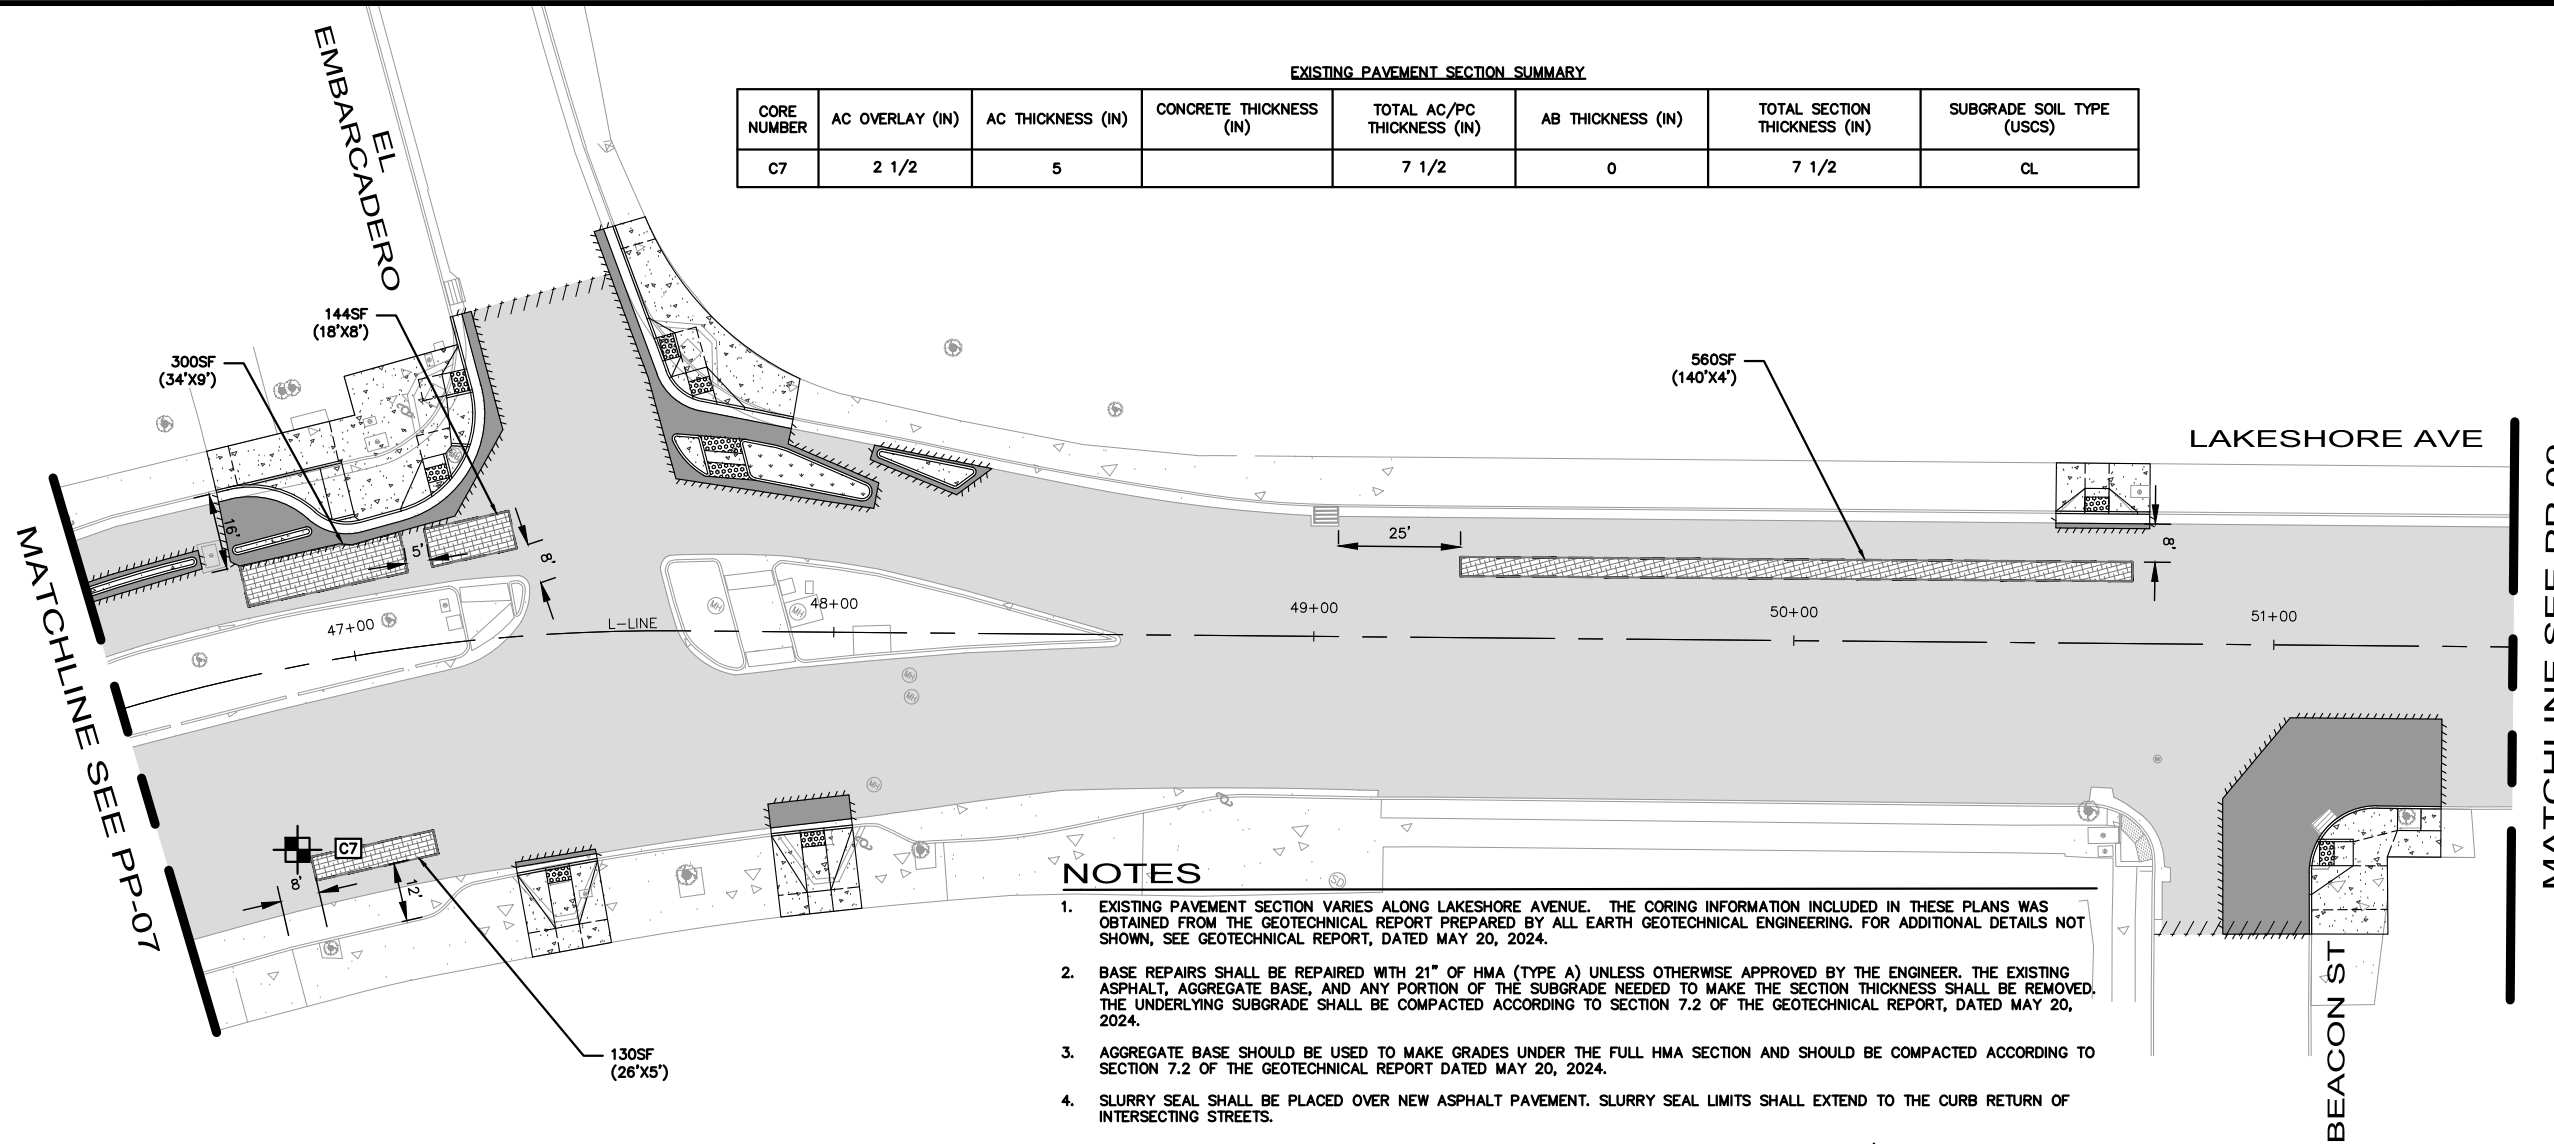 EXISTING PAVEMENT SECTION SUMMARY
CORE NUMBER	AC OVERLAY (IN)	AC THICKNESS (IN)	CONCRETE THICKNESS (IN)	TOTAL AC/PC THICKNESS (IN)	AB THICKNESS (IN)	TOTAL SECTION THICKNESS (IN)	SUBGRADE SOIL TYPE (USCS)
C7	2 1/2	5		7 1/2	0	7 1/2	CL
EL
EMBARCADERO
144SF
(18'X8')
300SF
(34'X9')
560SF
(140'X4')
LAKESHORE AVE
16'
5'
8'
25'
8'
47+00
L-LINE
48+00
49+00
50+00
51+00
MH
MH
MH
MH
MH
MATCHLINE SEE PP-07
C7
8'
12'
SD
130SF
(26'X5')
BEACON ST
MATCHLINE SEE
NOTES
1. EXISTING PAVEMENT SECTION VARIES ALONG LAKESHORE AVENUE. THE CORING INFORMATION INCLUDED IN THESE PLANS WAS
OBTAINED FROM THE GEOTECHNICAL REPORT PREPARED BY ALL EARTH GEOTECHNICAL ENGINEERING. FOR ADDITIONAL DETAILS NOT
SHOWN, SEE GEOTECHNICAL REPORT, DATED MAY 20, 2024.
2. BASE REPAIRS SHALL BE REPAIRED WITH 21" OF HMA (TYPE A) UNLESS OTHERWISE APPROVED BY THE ENGINEER. THE EXISTING
ASPHALT, AGGREGATE BASE, AND ANY PORTION OF THE SUBGRADE NEEDED TO MAKE THE SECTION THICKNESS SHALL BE REMOVED.
THE UNDERLYING SUBGRADE SHALL BE COMPACTED ACCORDING TO SECTION 7.2 OF THE GEOTECHNICAL REPORT, DATED MAY 20,
2024.
3. AGGREGATE BASE SHOULD BE USED TO MAKE GRADES UNDER THE FULL HMA SECTION AND SHOULD BE COMPACTED ACCORDING TO
SECTION 7.2 OF THE GEOTECHNICAL REPORT DATED MAY 20, 2024.
4. SLURRY SEAL SHALL BE PLACED OVER NEW ASPHALT PAVEMENT. SLURRY SEAL LIMITS SHALL EXTEND TO THE CURB RETURN OF
INTERSECTING STREETS.